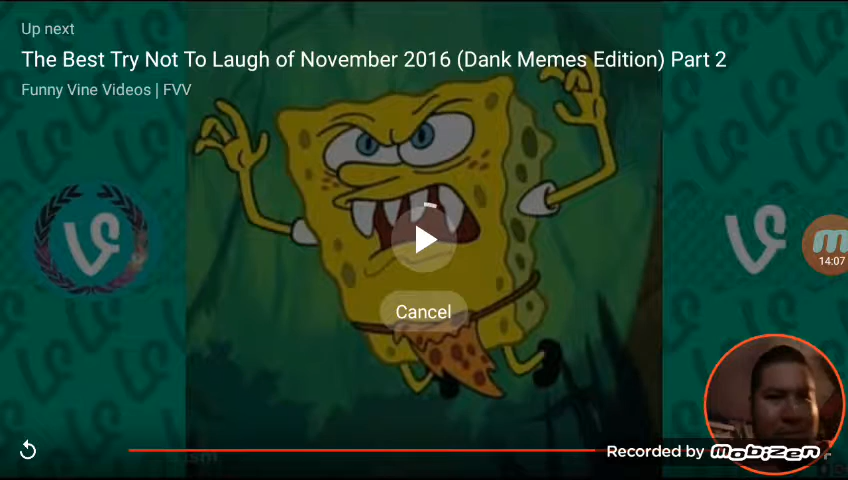 Up next
The Best Try Not To Laugh of November 2016 (Dank Memes Edition) Part 2
Funny Vine Videos | FVV
14:07
Cancel
Recorded by mobizen